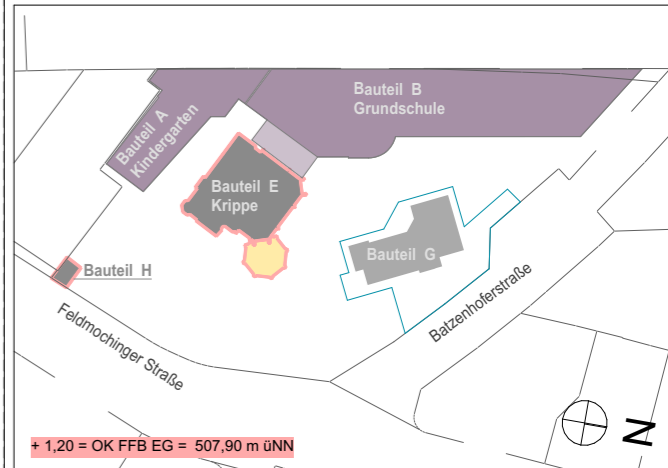 Bauteil B
Grundschule
Bauteil A
Kindergarten
Bauteil E
Krippe
Bauteil G
Bauteil H
Feldmochinger Straße
Batzenhoferstraße
+ 1,20 = OK FFB EG = 507,90 m üNN
N